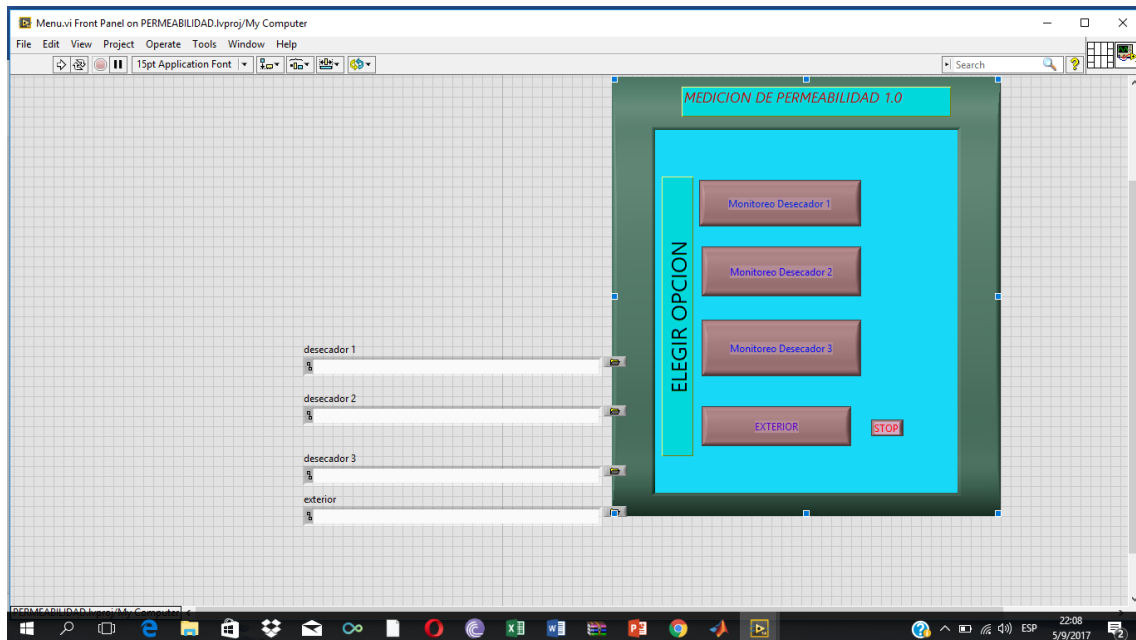 Menu.vi Front Panel on PERMEABILIDAD.lvproj/My Computer
File Edit View Project Operate Tools Window Help
15pt Application Font
Search
MEDICION DE PERMEABILIDAD 1.0
ELEGIR OPCION
Monitoreo Desecador 1
Monitoreo Desecador 2
Monitoreo Desecador 3
EXTERIOR
STOP
desecador 1
desecador 2
desecador 3
exterior
PERMEABILIDAD.lvproj/My Computer
ESP
22:08
5/9/2017